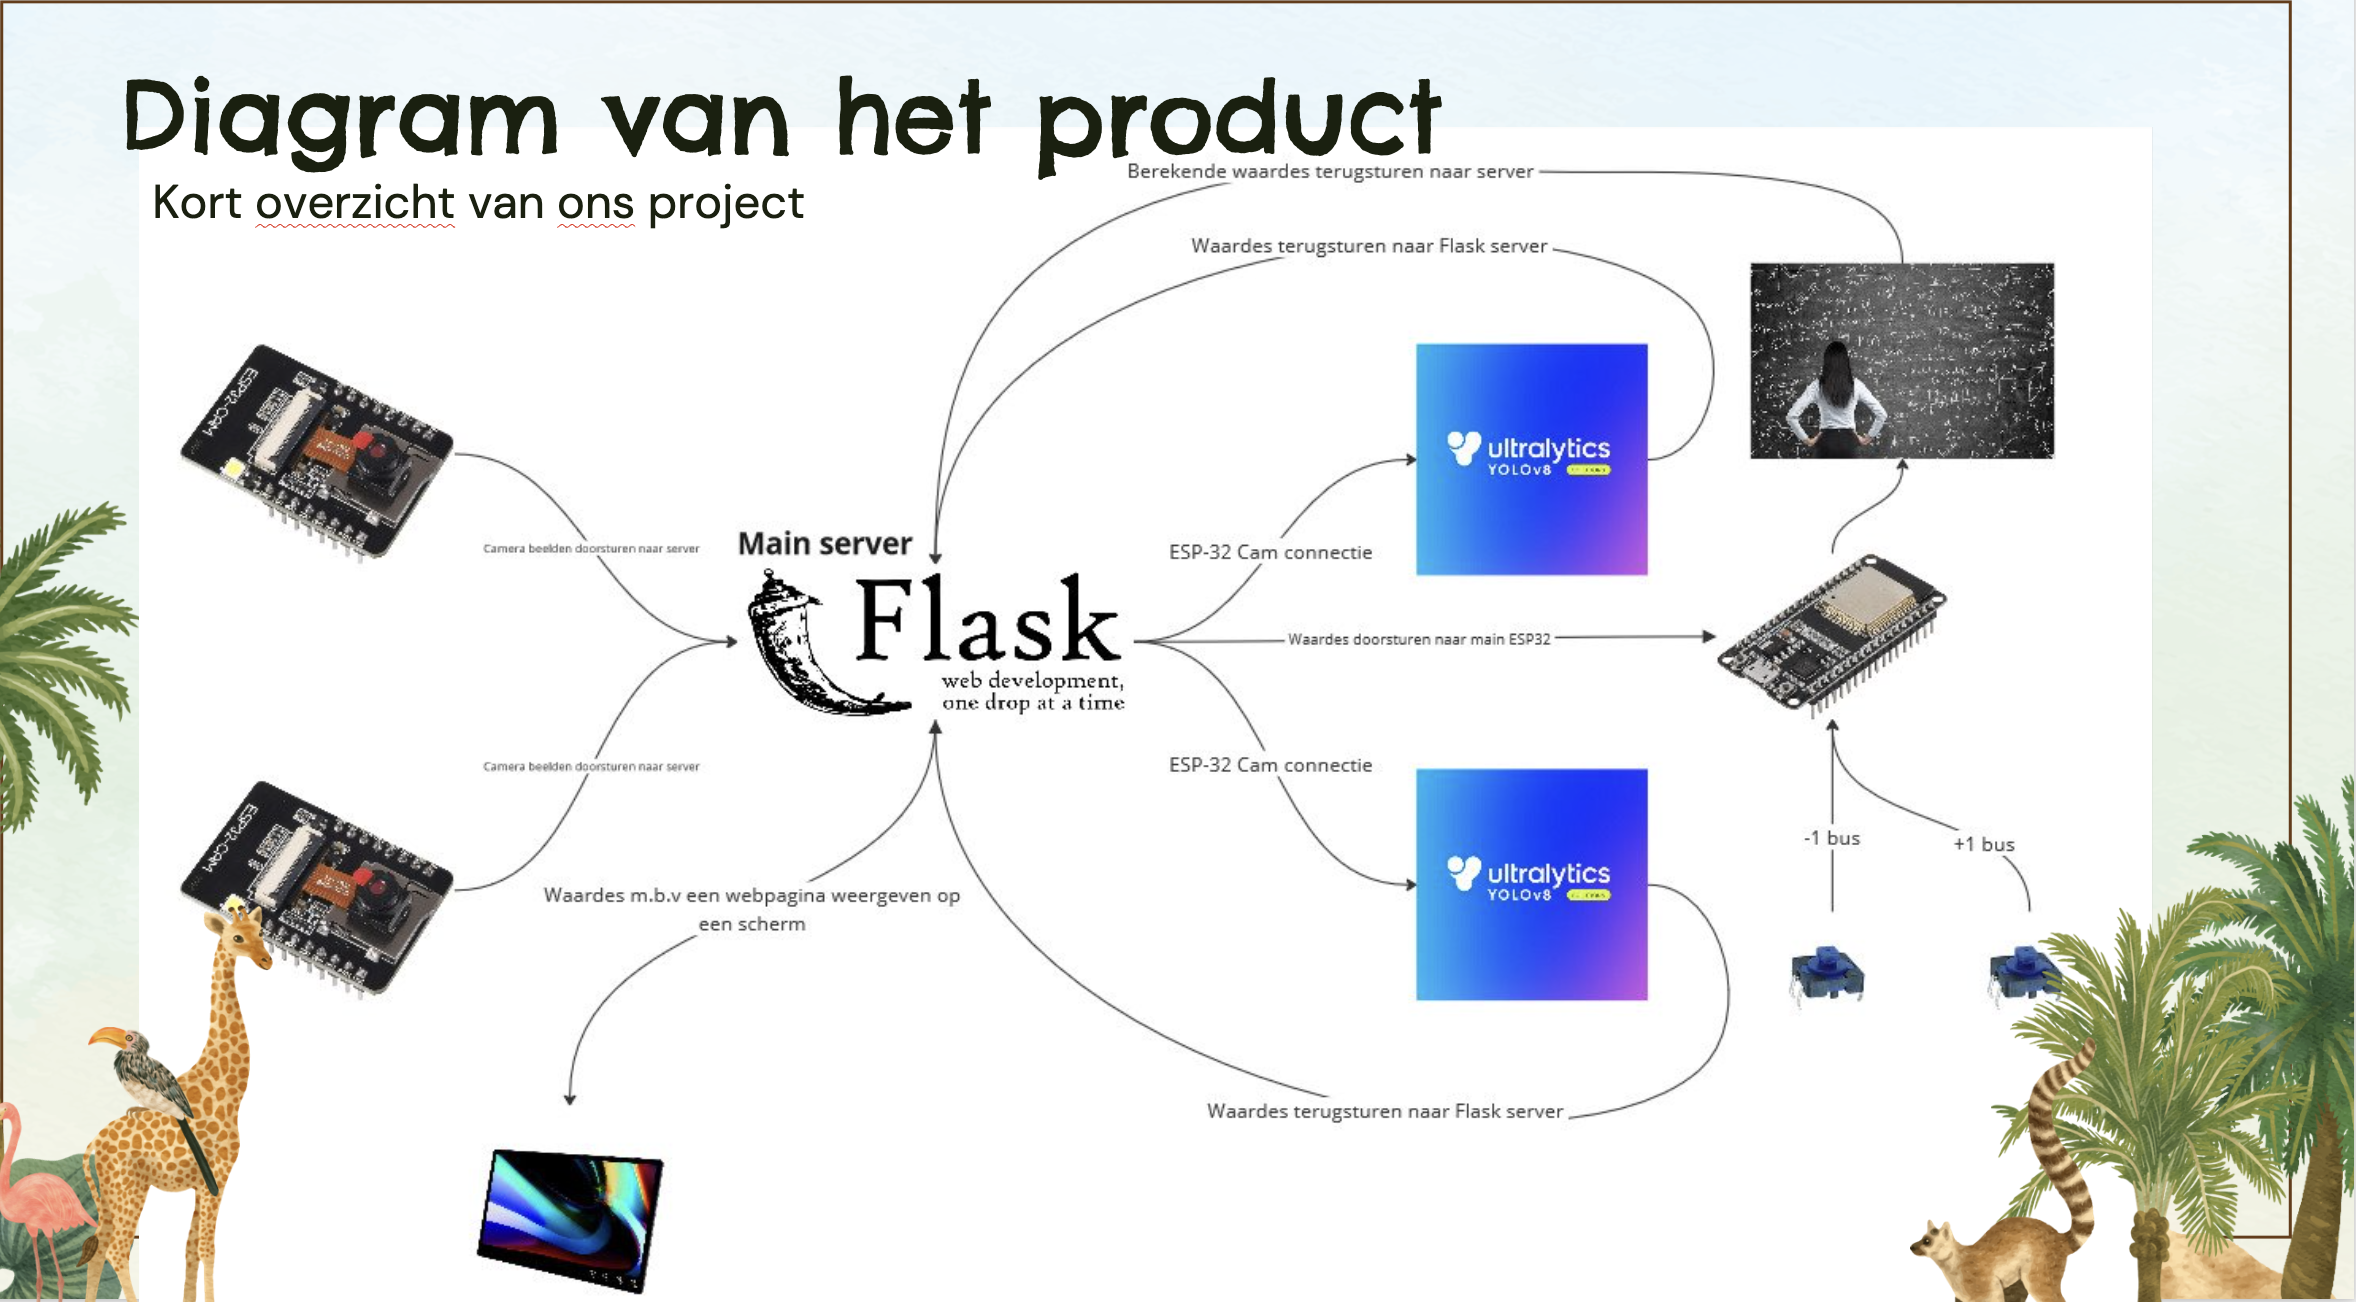 Diagram van het product
Kort overzicht van ons project
Berekende waardes terugsturen naar server
Waardes terugsturen naar Flask server
ESP32-CAM
Camera beelden doorsturen naar server
Main server
Flask
web development,
one drop at a time
ESP-32 Cam connectie
ultralytics
YOLOv8
Waardes doorsturen naar main ESP32
Camera beelden doorsturen naar server
ESP32-CAM
ESP-32 Cam connectie
ultralytics
YOLOv8
-1 bus
+1 bus
Waardes m.b.v een webpagina weergeven op
een scherm
Waardes terugsturen naar Flask server